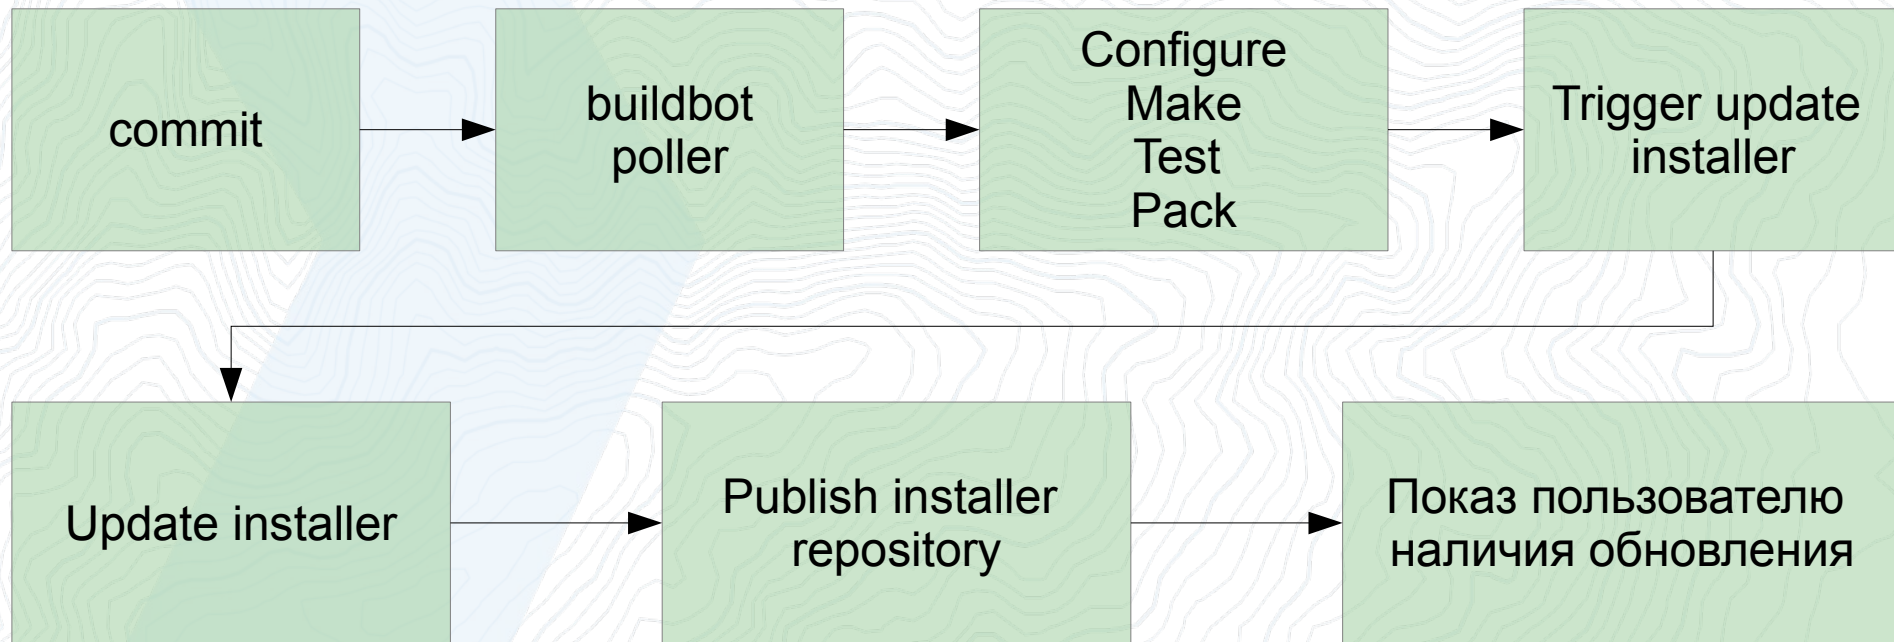 commit
buildbot
poller
Configure
Make
Test
Pack
Trigger update
installer
Update installer
Publish installer
repository
Показ пользователю
наличия обновления